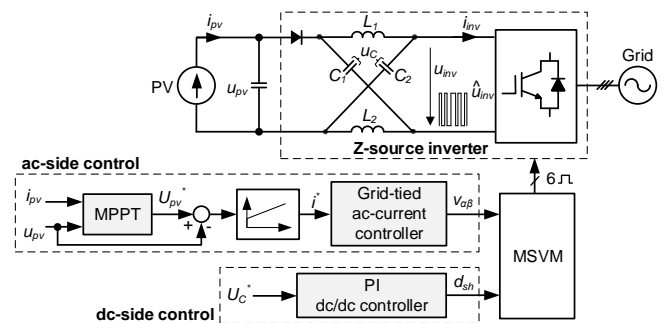 i_pv
L_1
i_inv
Grid
PV
u_pv
u_C
C_1
C_2
u_inv
û_inv
L_2
Z-source inverter
ac-side control
6
i_pv
u_pv
MPPT
U_pv^*
+
-
i^*
Grid-tied
ac-current
controller
v_αβ
MSVM
U_C^*
PI
dc/dc controller
d_sh
dc-side control